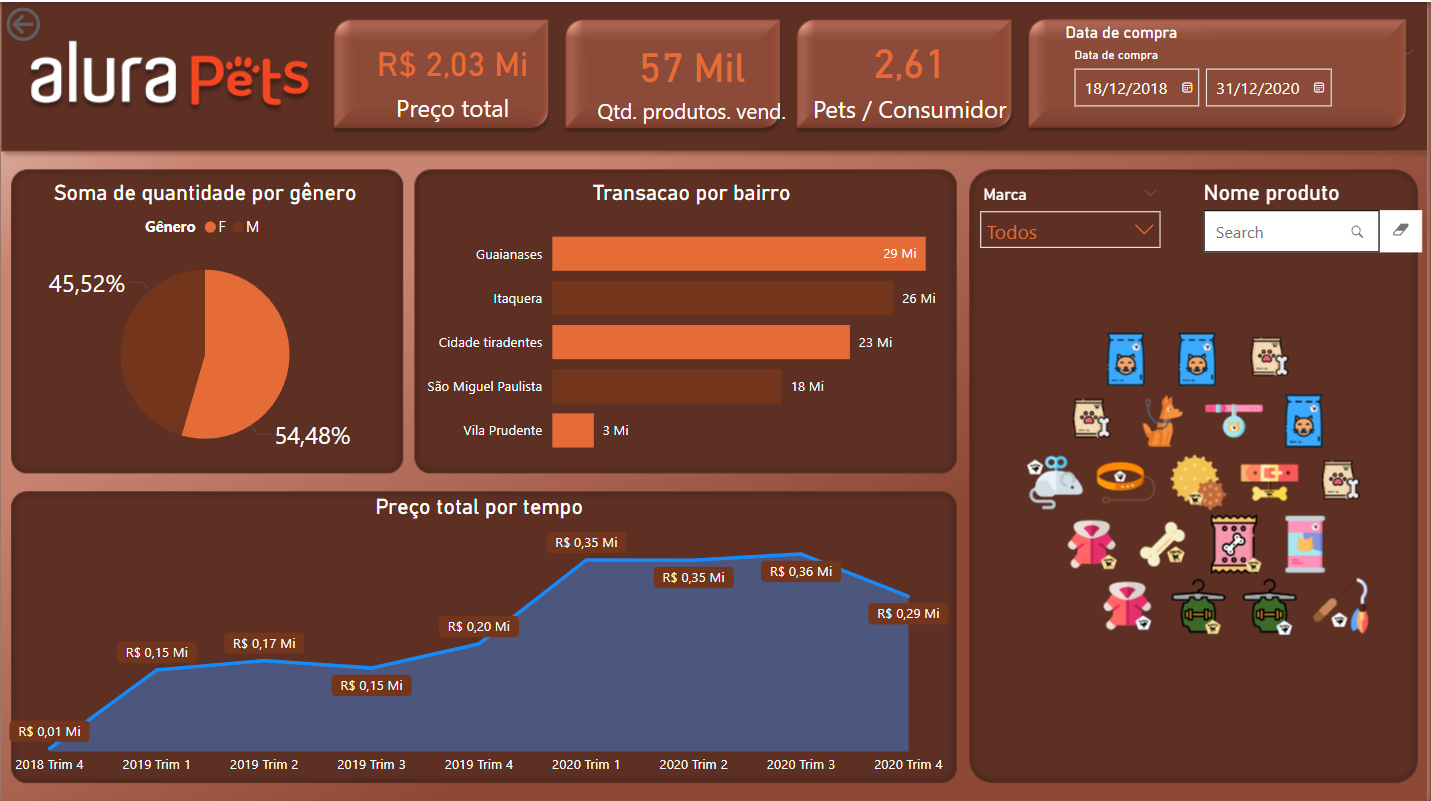 alura Pets
R$ 2,03 Mi
Preço total
57 Mil
Qtd. produtos. vend.
2,61
Pets / Consumidor
Data de compra
Data de compra
18/12/2018
31/12/2020
Soma de quantidade por gênero
Gênero F M
45,52%
54,48%
Transacao por bairro
Guaianases 29 Mi
Itaquera 26 Mi
Cidade tiradentes 23 Mi
São Miguel Paulista 18 Mi
Vila Prudente 3 Mi
Marca
Todos
Nome produto
Search
Preço total por tempo
R$ 0,01 Mi
R$ 0,15 Mi
R$ 0,17 Mi
R$ 0,15 Mi
R$ 0,20 Mi
R$ 0,35 Mi
R$ 0,35 Mi
R$ 0,36 Mi
R$ 0,29 Mi
2018 Trim 4 2019 Trim 1 2019 Trim 2 2019 Trim 3 2019 Trim 4 2020 Trim 1 2020 Trim 2 2020 Trim 3 2020 Trim 4